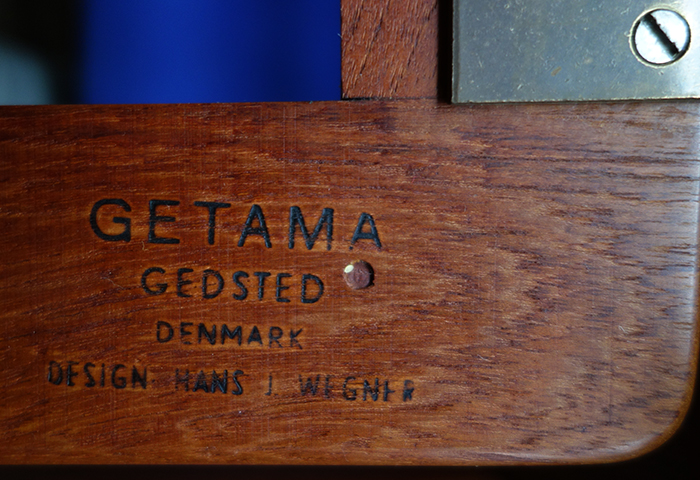 GETAMA
GEDSTED
DENMARK
DESIGN HANS J WEGNER